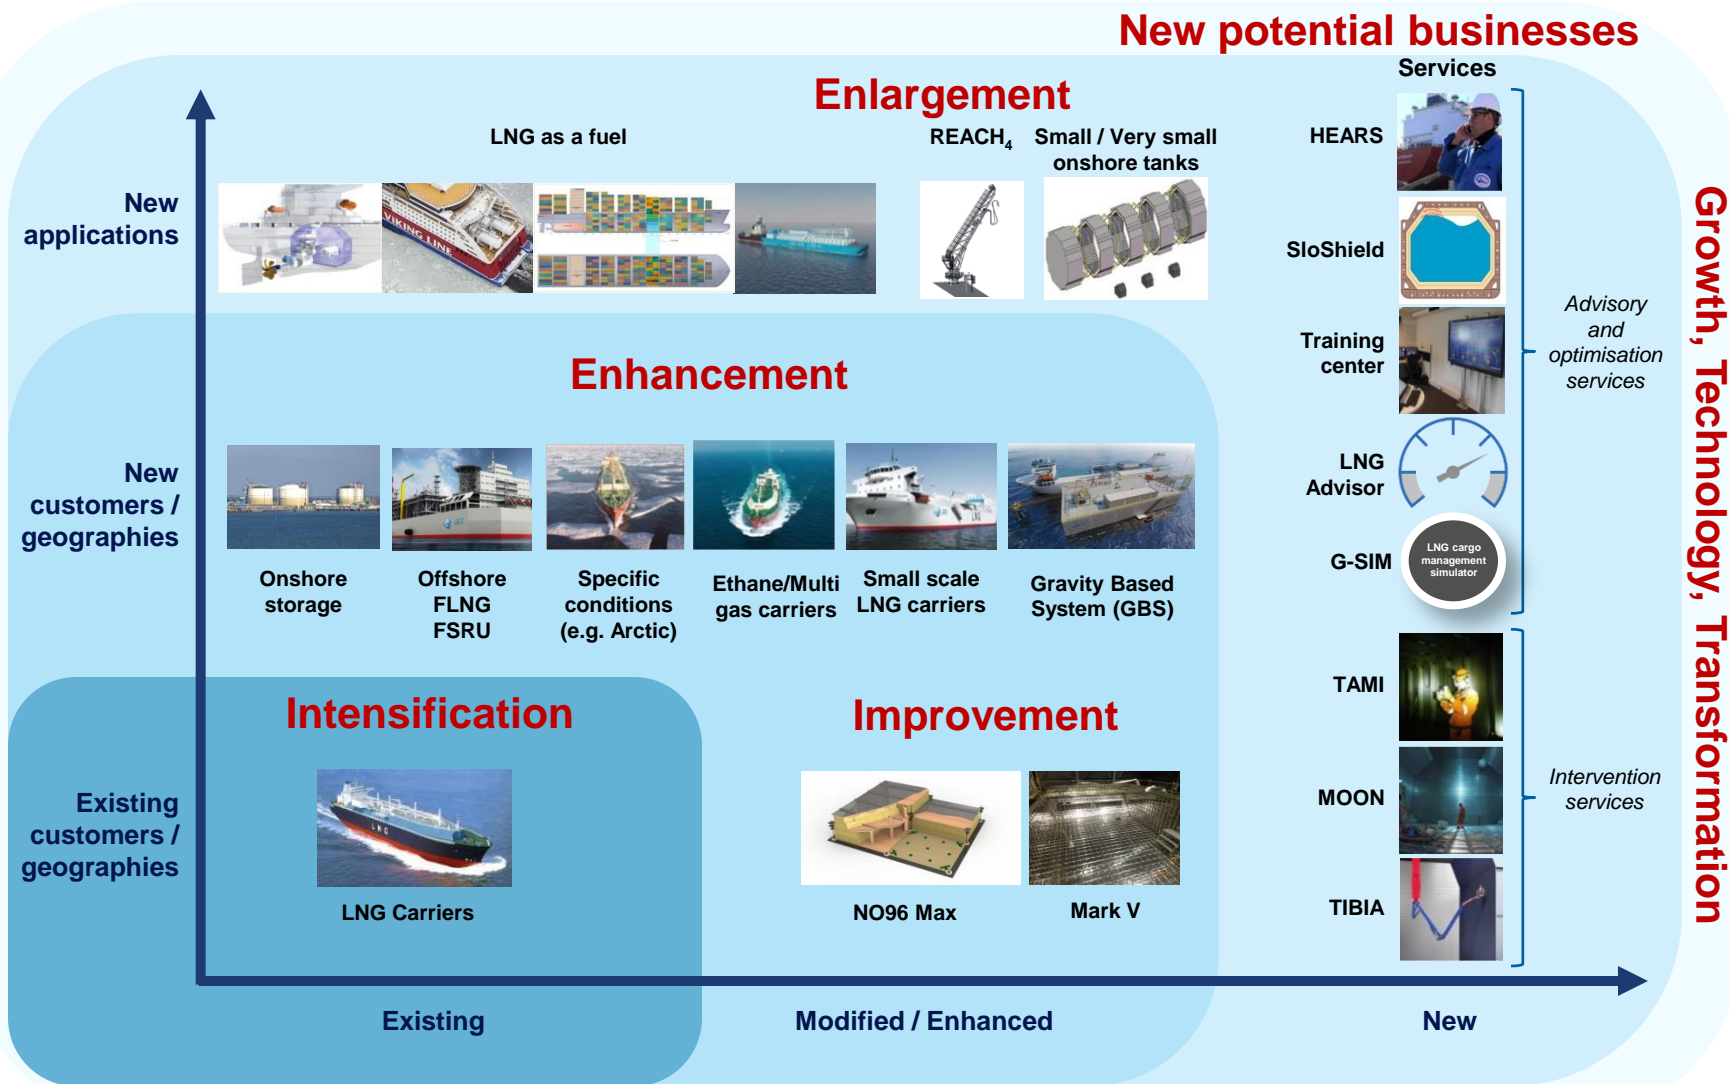 New potential businesses
Services
Enlargement
LNG as a fuel
REACH₄
Small / Very small
onshore tanks
New
applications
VIKING LINE
HEARS
SloShield
Training
center
LNG
Advisor
G-SIM
LNG cargo
management
simulator
Advisory
and
optimisation
services
Enhancement
New
customers /
geographies
LNG
Onshore
storage
Offshore
FLNG
FSRU
Specific
conditions
(e.g. Arctic)
Ethane/Multi
gas carriers
Small scale
LNG carriers
Gravity Based
System (GBS)
TAMI
MOON
TIBIA
Intervention
services
Intensification
Improvement
Existing
customers /
geographies
LNG
LNG Carriers
NO96 Max
Mark V
Existing
Modified / Enhanced
New
Growth, Technology, Transformation